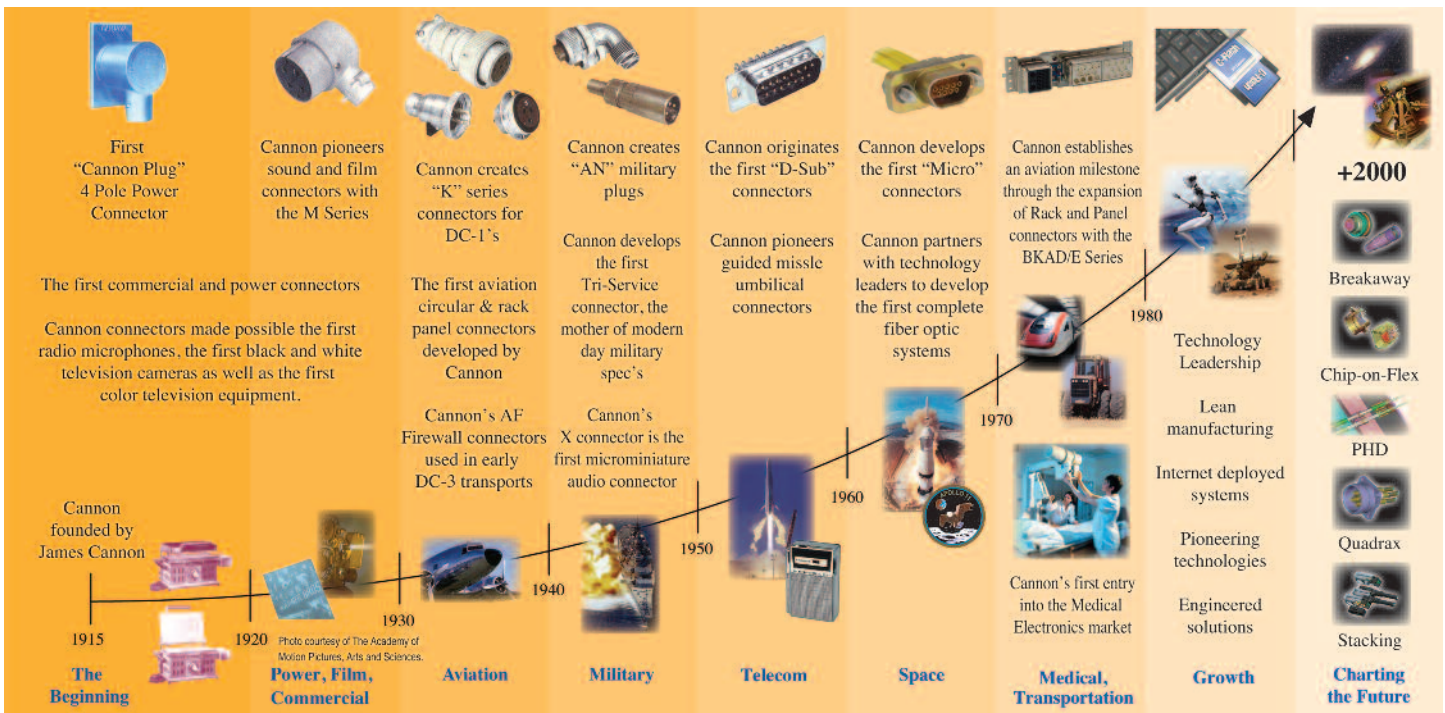 First
"Cannon Plug"
4 Pole Power
Connector
Cannon pioneers
sound and film
connectors with
the M Series
The first commercial and power connectors
Cannon connectors made possible the first
radio microphones, the first black and white
television cameras as well as the first
color television equipment.
Cannon
founded by
James Cannon
1915
The
Beginning
1920
Photo courtesy of The Academy of
Motion Pictures, Arts and Sciences.
Power, Film,
Commercial
Cannon creates
"K" series
connectors for
DC-1's
The first aviation
circular & rack
panel connectors
developed by
Cannon
Cannon's AF
Firewall connectors
used in early
DC-3 transports
1930
Aviation
Cannon creates
"AN" military
plugs
Cannon develops
the first
Tri-Service
connector, the
mother of modern
day military
spec's
Cannon's
X connector is the
first microminiature
audio connector
1940
Military
Cannon originates
the first "D-Sub"
connectors
Cannon pioneers
guided missle
umbilical
connectors
1950
Telecom
Cannon develops
the first "Micro"
connectors
Cannon partners
with technology
leaders to develop
the first complete
fiber optic
systems
1960
APOLLO 11
Space
Cannon establishes
an aviation milestone
through the expansion
of Rack and Panel
connectors with the
BKAD/E Series
1970
Cannon's first entry
into the Medical
Electronics market
Medical,
Transportation
C-Flash
1980
Technology
Leadership
Lean
manufacturing
Internet deployed
systems
Pioneering
technologies
Engineered
solutions
Growth
+2000
Breakaway
Chip-on-Flex
PHD
Quadrax
Stacking
Charting
the Future